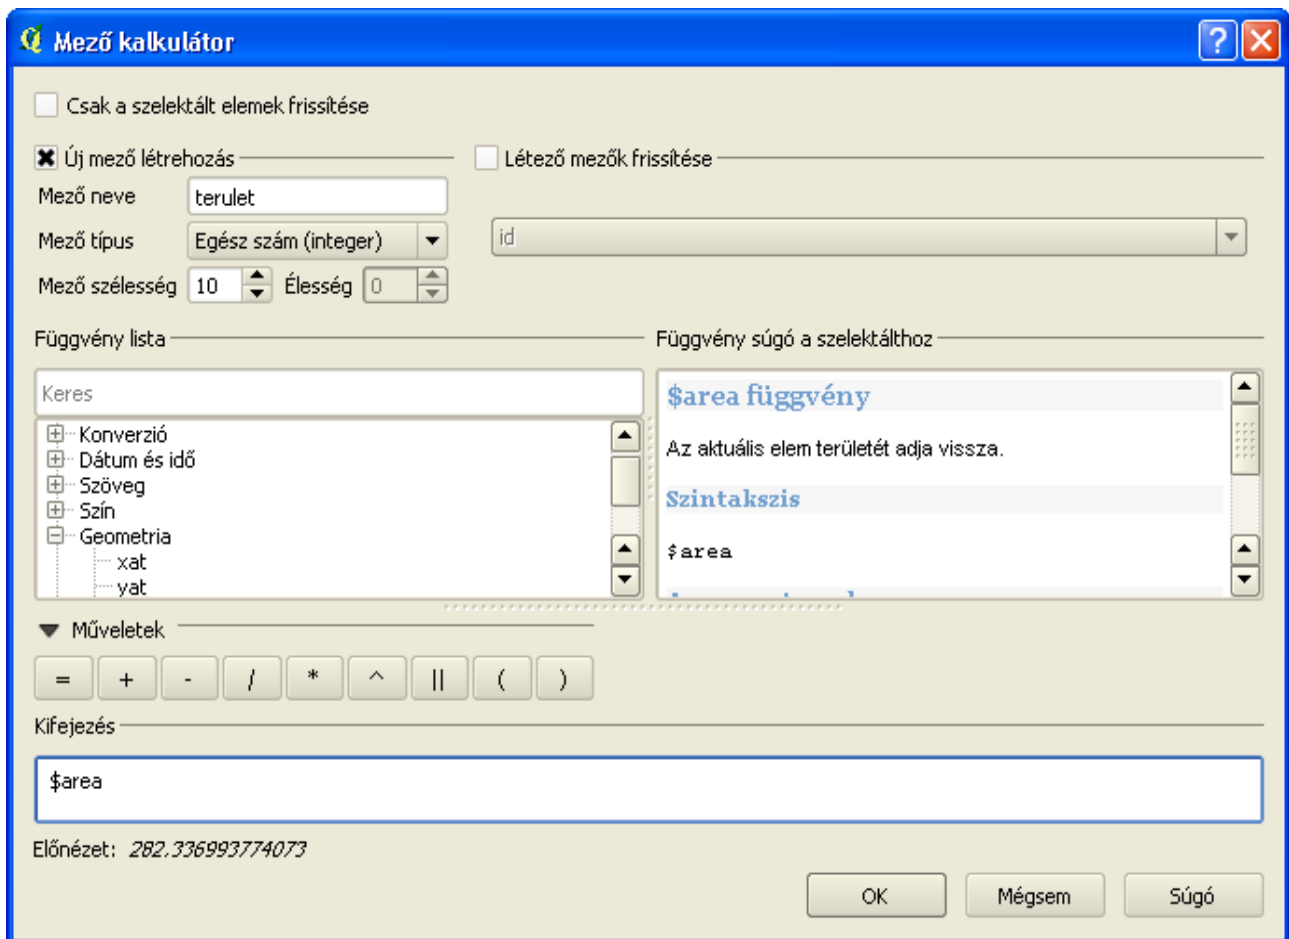 Mező kalkulátor
Csak a szelektált elemek frissítése
Új mező létrehozás
Létező mezők frissítése
Mező neve terulet
Mező típus Egész szám (integer)
id
Mező szélesség 10 Élesség 0
Függvény lista
Függvény súgó a szelektálthoz
Keres
Konverzió
Dátum és idő
Szöveg
Szín
Geometria
xat
yat
$area függvény
Az aktuális elem területét adja vissza.
Szintakszis
$area
Műveletek
= + - / * ^ || ( )
Kifejezés
$area
Előnézet: 282.336993774073
OK Mégsem Súgó